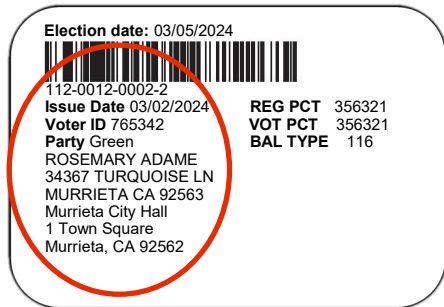 Election date: 03/05/2024
112-0012-0002-2
Issue Date 03/02/2024 REG PCT 356321
Voter ID 765342 VOT PCT 356321
Party Green BAL TYPE 116
ROSEMARY ADAME
34367 TURQUOISE LN
MURRIETA CA 92563
Murrieta City Hall
1 Town Square
Murrieta, CA 92562